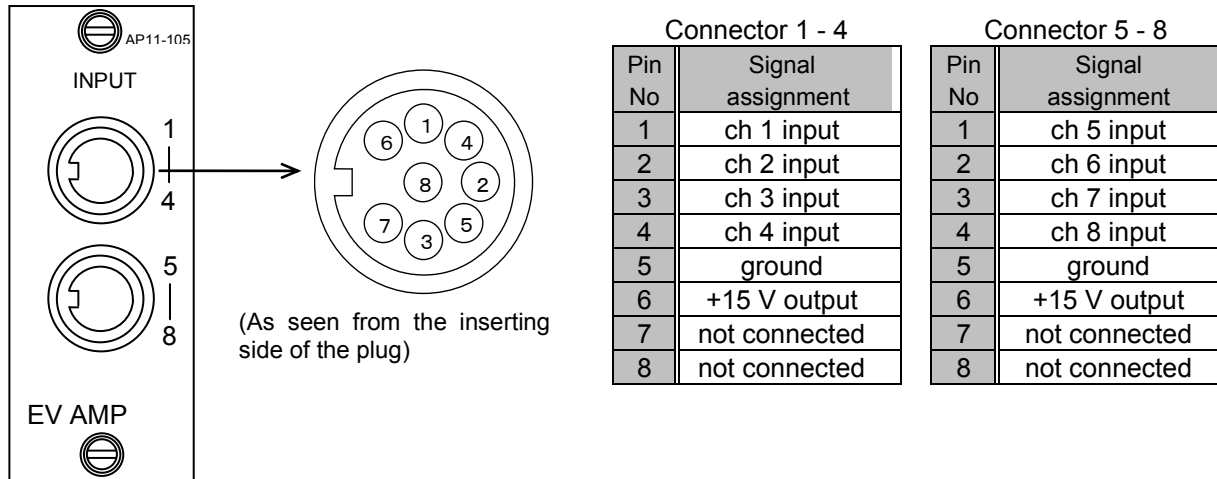 AP11-105
INPUT
1
4
5
8
EV AMP
1
6
4
8
2
7
5
3
(As seen from the inserting
side of the plug)
Connector 1 - 4
Pin No Signal assignment
1 ch 1 input
2 ch 2 input
3 ch 3 input
4 ch 4 input
5 ground
6 +15 V output
7 not connected
8 not connected
Connector 5 - 8
Pin No Signal assignment
1 ch 5 input
2 ch 6 input
3 ch 7 input
4 ch 8 input
5 ground
6 +15 V output
7 not connected
8 not connected